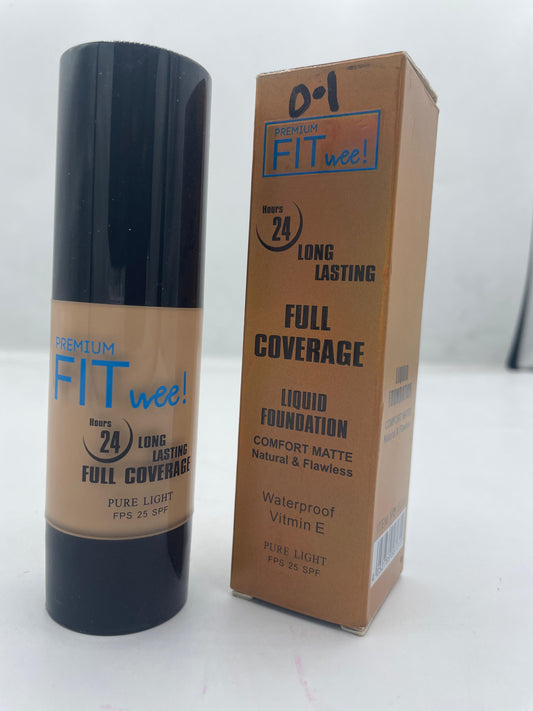 PREMIUM
FIT wee!
Hours
24 LONG
LASTING
FULL COVERAGE
PURE LIGHT
FPS 25 SPF
0-1
PREMIUM
FIT wee!
Hours
24 LONG
LASTING
FULL
COVERAGE
LIQUID
FOUNDATION
COMFORT MATTE
Natural & Flawless
Waterproof
Vitmin E
PURE LIGHT
FPS 25 SPF
LIQUID
FOUNDATION
COMFORT MATTE
Natural & Flawless